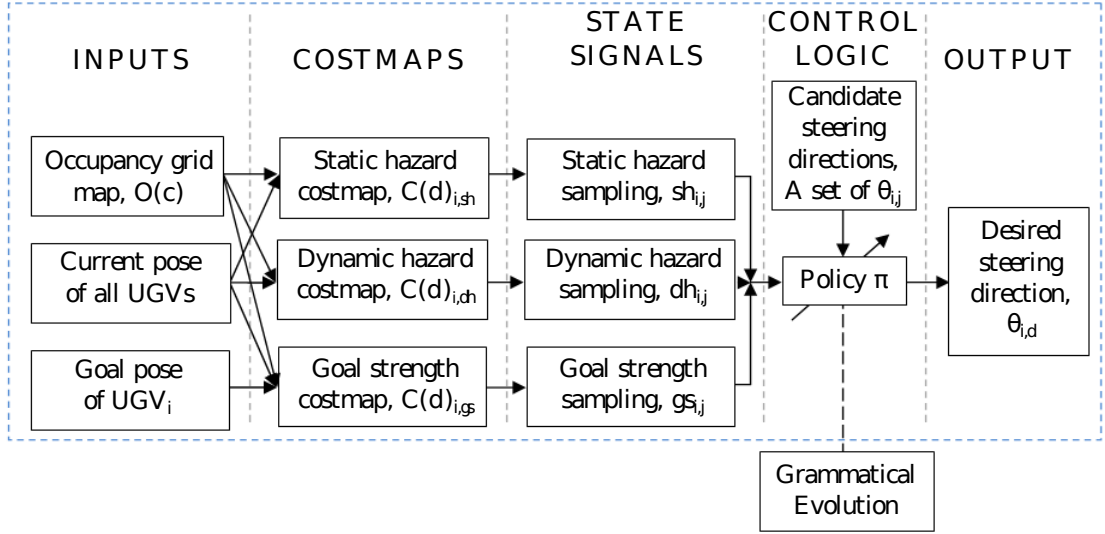 INPUTS
COSTMAPS
STATE
SIGNALS
CONTROL
LOGIC
OUTPUT
Occupancy grid
map, O(c)
Current pose
of all UGVs
Goal pose
of UGVᵢ
Static hazard
costmap, C(d)i,sh
Dynamic hazard
costmap, C(d)i,dh
Goal strength
costmap, C(d)i,gs
Static hazard
sampling, shi,j
Dynamic hazard
sampling, dhi,j
Goal strength
sampling, gsi,j
Candidate
steering
directions,
A set of θi,j
Policy π
Desired
steering
direction,
θi,d
Grammatical
Evolution